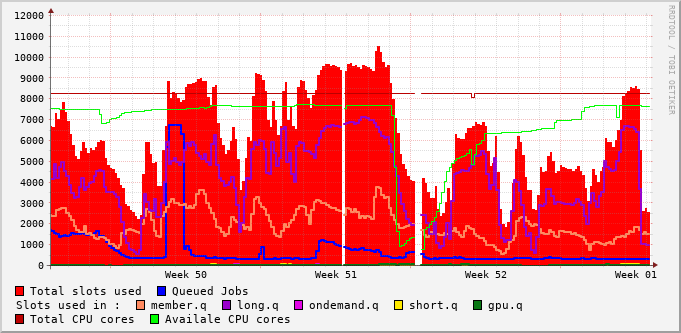 12000
11000
10000
9000
8000
7000
6000
5000
4000
3000
2000
1000
0
Week 50 Week 51 Week 52 Week 01
RRDTOOL / TOBI OETIKER
Total slots used Queued Jobs
Slots used in : member.q long.q ondemand.q short.q gpu.q
Total CPU cores Availale CPU cores